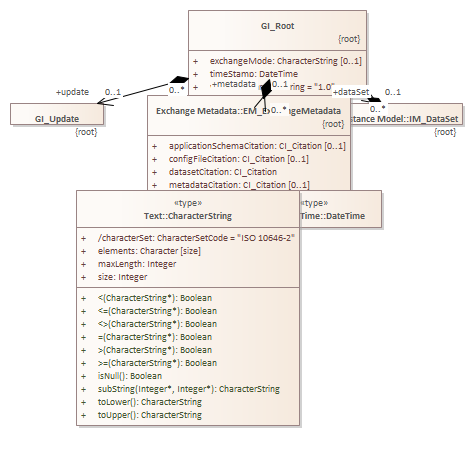 GI_Root
{root}
+ exchangeMode: CharacterString [0..1]
+ timeStamp: DateTime
ring = "1.0"
+metadata 0..1
+update 0..1
0..*
+dataSet 0..1
0..*
GI_Update
{root}
Exchange Metadata::EM_E geMetadata
{root}
stance Model::IM_DataSet
{root}
+ applicationSchemaCitation: CI_Citation [0..1]
+ configFileCitation: CI_Citation [0..1]
+ datasetCitation: CI_Citation
+ metadataCitation: CI_Citation [0..1]
«type»
Text::CharacterString
«type»
Time::DateTime
+ /characterSet: CharacterSetCode = "ISO 10646-2"
+ elements: Character [size]
+ maxLength: Integer
+ size: Integer
+ <(CharacterString*): Boolean
+ <=(CharacterString*): Boolean
+ <>(CharacterString*): Boolean
+ =(CharacterString*): Boolean
+ >(CharacterString*): Boolean
+ >=(CharacterString*): Boolean
+ isNull(): Boolean
+ subString(Integer*, Integer*): CharacterString
+ toLower(): CharacterString
+ toUpper(): CharacterString